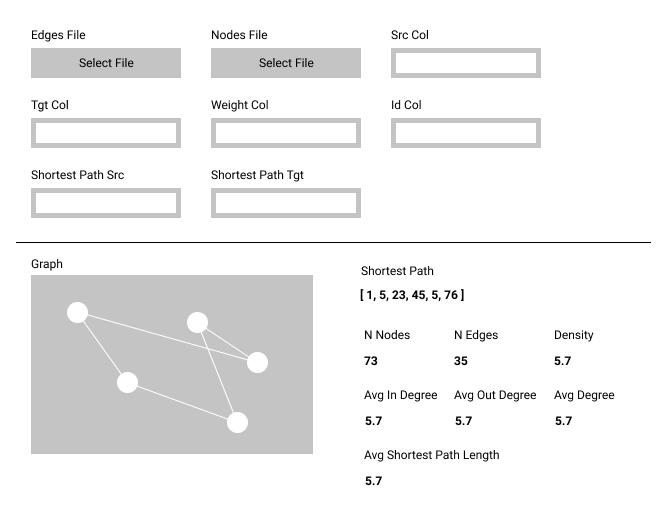 Edges File
Nodes File
Src Col
Select File
Select File
Tgt Col
Weight Col
Id Col
Shortest Path Src
Shortest Path Tgt
Graph
Shortest Path
[ 1, 5, 23, 45, 5, 76 ]
N Nodes
N Edges
Density
73
35
5.7
Avg In Degree
Avg Out Degree
Avg Degree
5.7
5.7
5.7
Avg Shortest Path Length
5.7